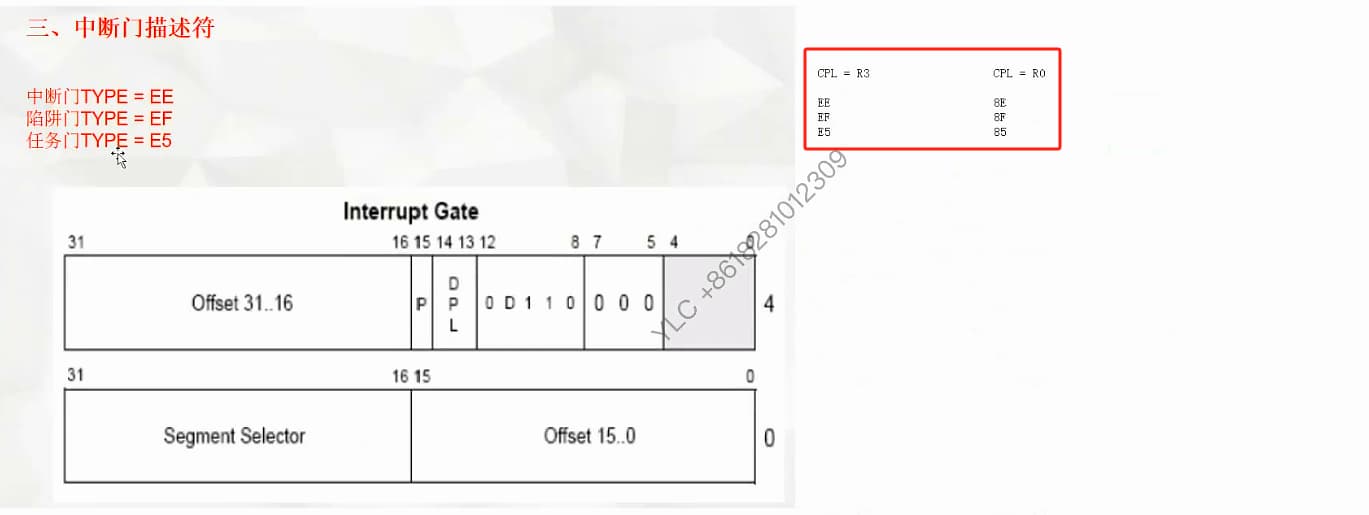 三、中断门描述符
中断门TYPE = EE
陷阱门TYPE = EF
任务门TYPE = E5
CPL = R3 CPL = R0
EE 8E
EF 8F
E5 85
Interrupt Gate
31 16 15 14 13 12 8 7 5 4 0
Offset 31..16 P D P L 0 D 1 1 0 0 0 0 4
31 16 15 0
Segment Selector Offset 15..0 0
YLC +8618281012309